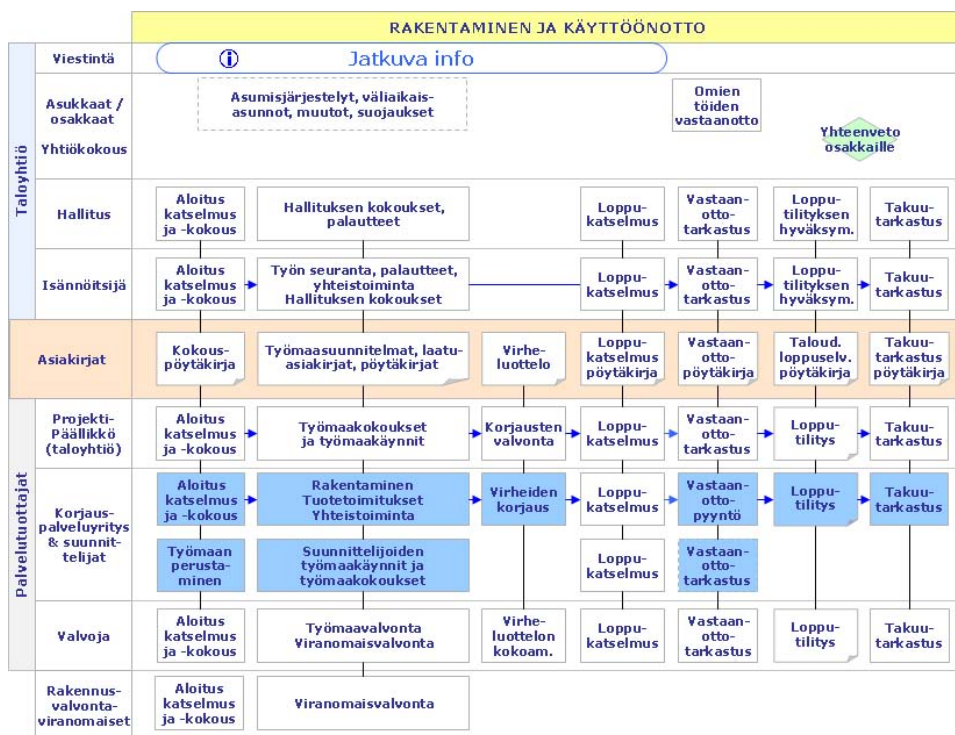 RAKENTAMINEN JA KÄYTTÖÖNOTTO
Taloyhtiö
Viestintä
Jatkuva info
Asukkaat /
osakkaat
Yhtiökokous
Asumisjärjestelyt, väliaikais-
asunnot, muutot, suojaukset
Omien
töiden
vastaanotto
Yhteenveto
osakkaille
Hallitus
Aloitus
katselmus
ja -kokous
Hallituksen kokoukset,
palautteet
Loppu-
katselmus
Vastaan-
otto-
tarkastus
Loppu-
tilityksen
hyväksym.
Takuu-
tarkastus
Isännöitsijä
Aloitus
katselmus
ja -kokous
Työn seuranta, palautteet,
yhteistoiminta
Hallituksen kokoukset
Loppu-
katselmus
Vastaan-
otto-
tarkastus
Loppu-
tilityksen
hyväksym.
Takuu-
tarkastus
Asiakirjat
Kokous-
pöytäkirja
Työmaasuunnitelmat, laatu-
asiakirjat, pöytäkirjat
Virhe-
luottelo
Loppu-
katselmus
pöytäkirja
Vastaan-
otto-
pöytäkirja
Taloud.
loppuselv.
pöytäkirja
Takuu-
tarkastus
pöytäkirja
Palvelutuottajat
Projekti-
Päällikkö
(taloyhtiö)
Aloitus
katselmus
ja -kokous
Työmaakokoukset
ja työmaakäynnit
Korjausten
valvonta
Loppu-
katselmus
Vastaan-
otto-
tarkastus
Loppu-
tilitys
Takuu-
tarkastus
Korjaus-
palveluyritys
& suunnit-
telijat
Aloitus
katselmus
ja -kokous
Rakentaminen
Tuotetoimitukset
Yhteistoiminta
Virheiden
korjaus
Loppu-
katselmus
Vastaan-
otto-
pyyntö
Loppu-
tilitys
Takuu-
tarkastus
Työmaan
perusta-
minen
Suunnittelijoiden
työmaakäynnit ja
työmaakokoukset
Loppu-
katselmus
Vastaan-
otto-
tarkastus
Valvoja
Aloitus
katselmus
ja -kokous
Työmaavalvonta
Viranomaisvalvonta
Virhe-
luottelon
kokoam.
Loppu-
katselmus
Vastaan-
otto-
tarkastus
Loppu-
tilitys
Takuu-
tarkastus
Rakennus-
valvonta-
viranomaiset
Aloitus
katselmus
ja -kokous
Viranomaisvalvonta